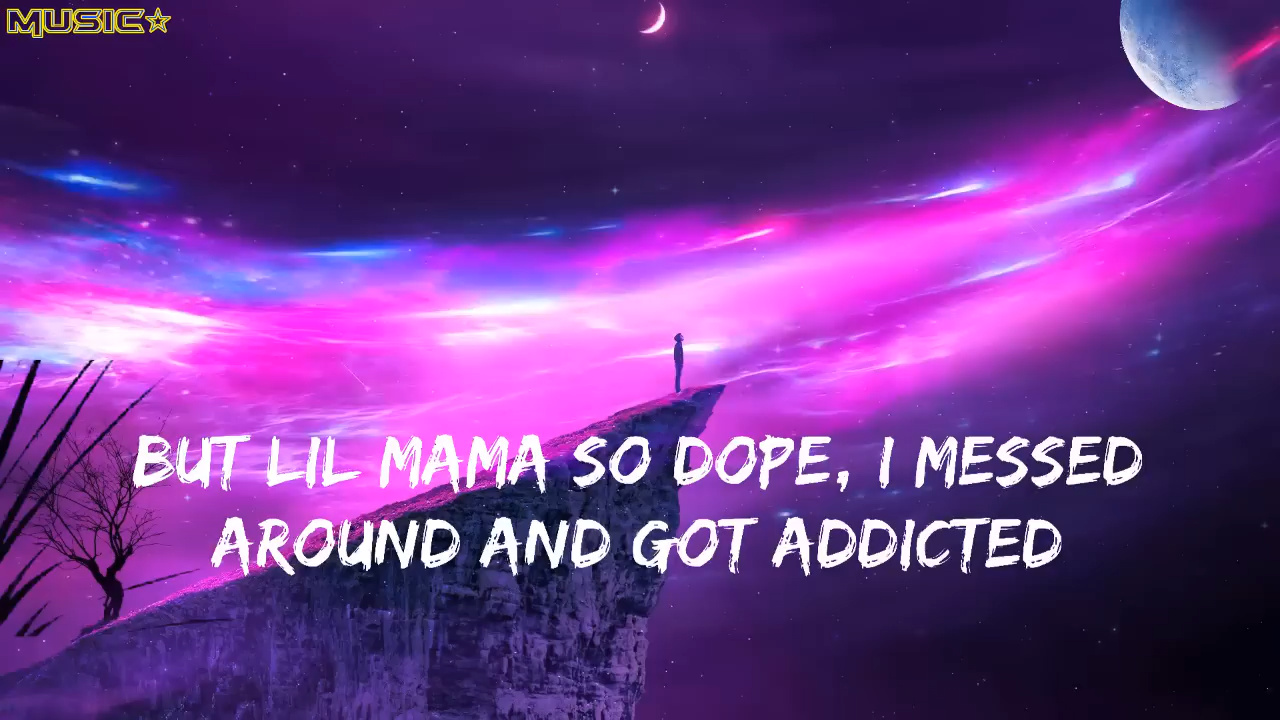 MUSIC☆
BUT LIL MAMA SO DOPE, I MESSED
AROUND AND GOT ADDICTED